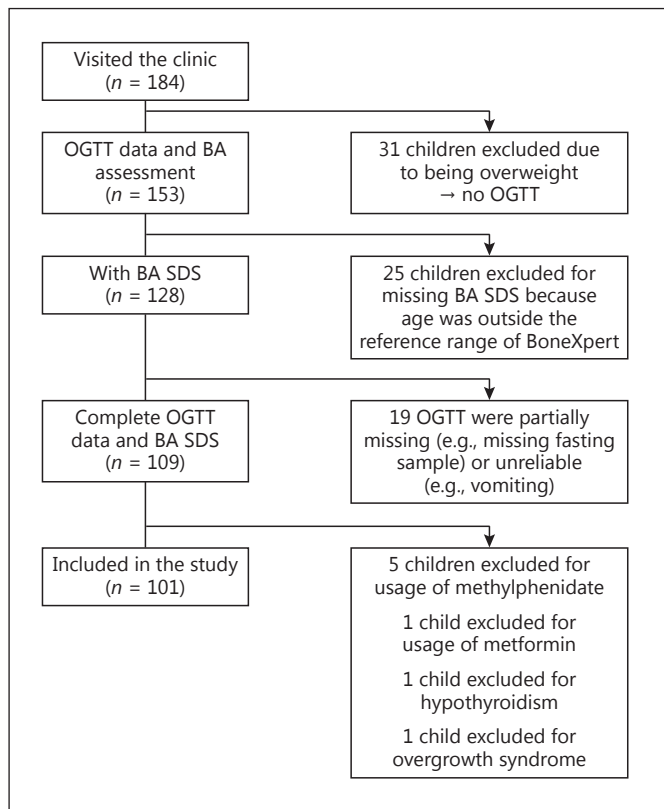 Visited the clinic
(n = 184)
OGTT data and BA
assessment
(n = 153)
31 children excluded due
to being overweight
→ no OGTT
With BA SDS
(n = 128)
25 children excluded for
missing BA SDS because
age was outside the
reference range of BoneXpert
Complete OGTT
data and BA SDS
(n = 109)
19 OGTT were partially
missing (e.g., missing fasting
sample) or unreliable
(e.g., vomiting)
Included in the study
(n = 101)
5 children excluded for
usage of methylphenidate
1 child excluded for
usage of metformin
1 child excluded for
hypothyroidism
1 child excluded for
overgrowth syndrome